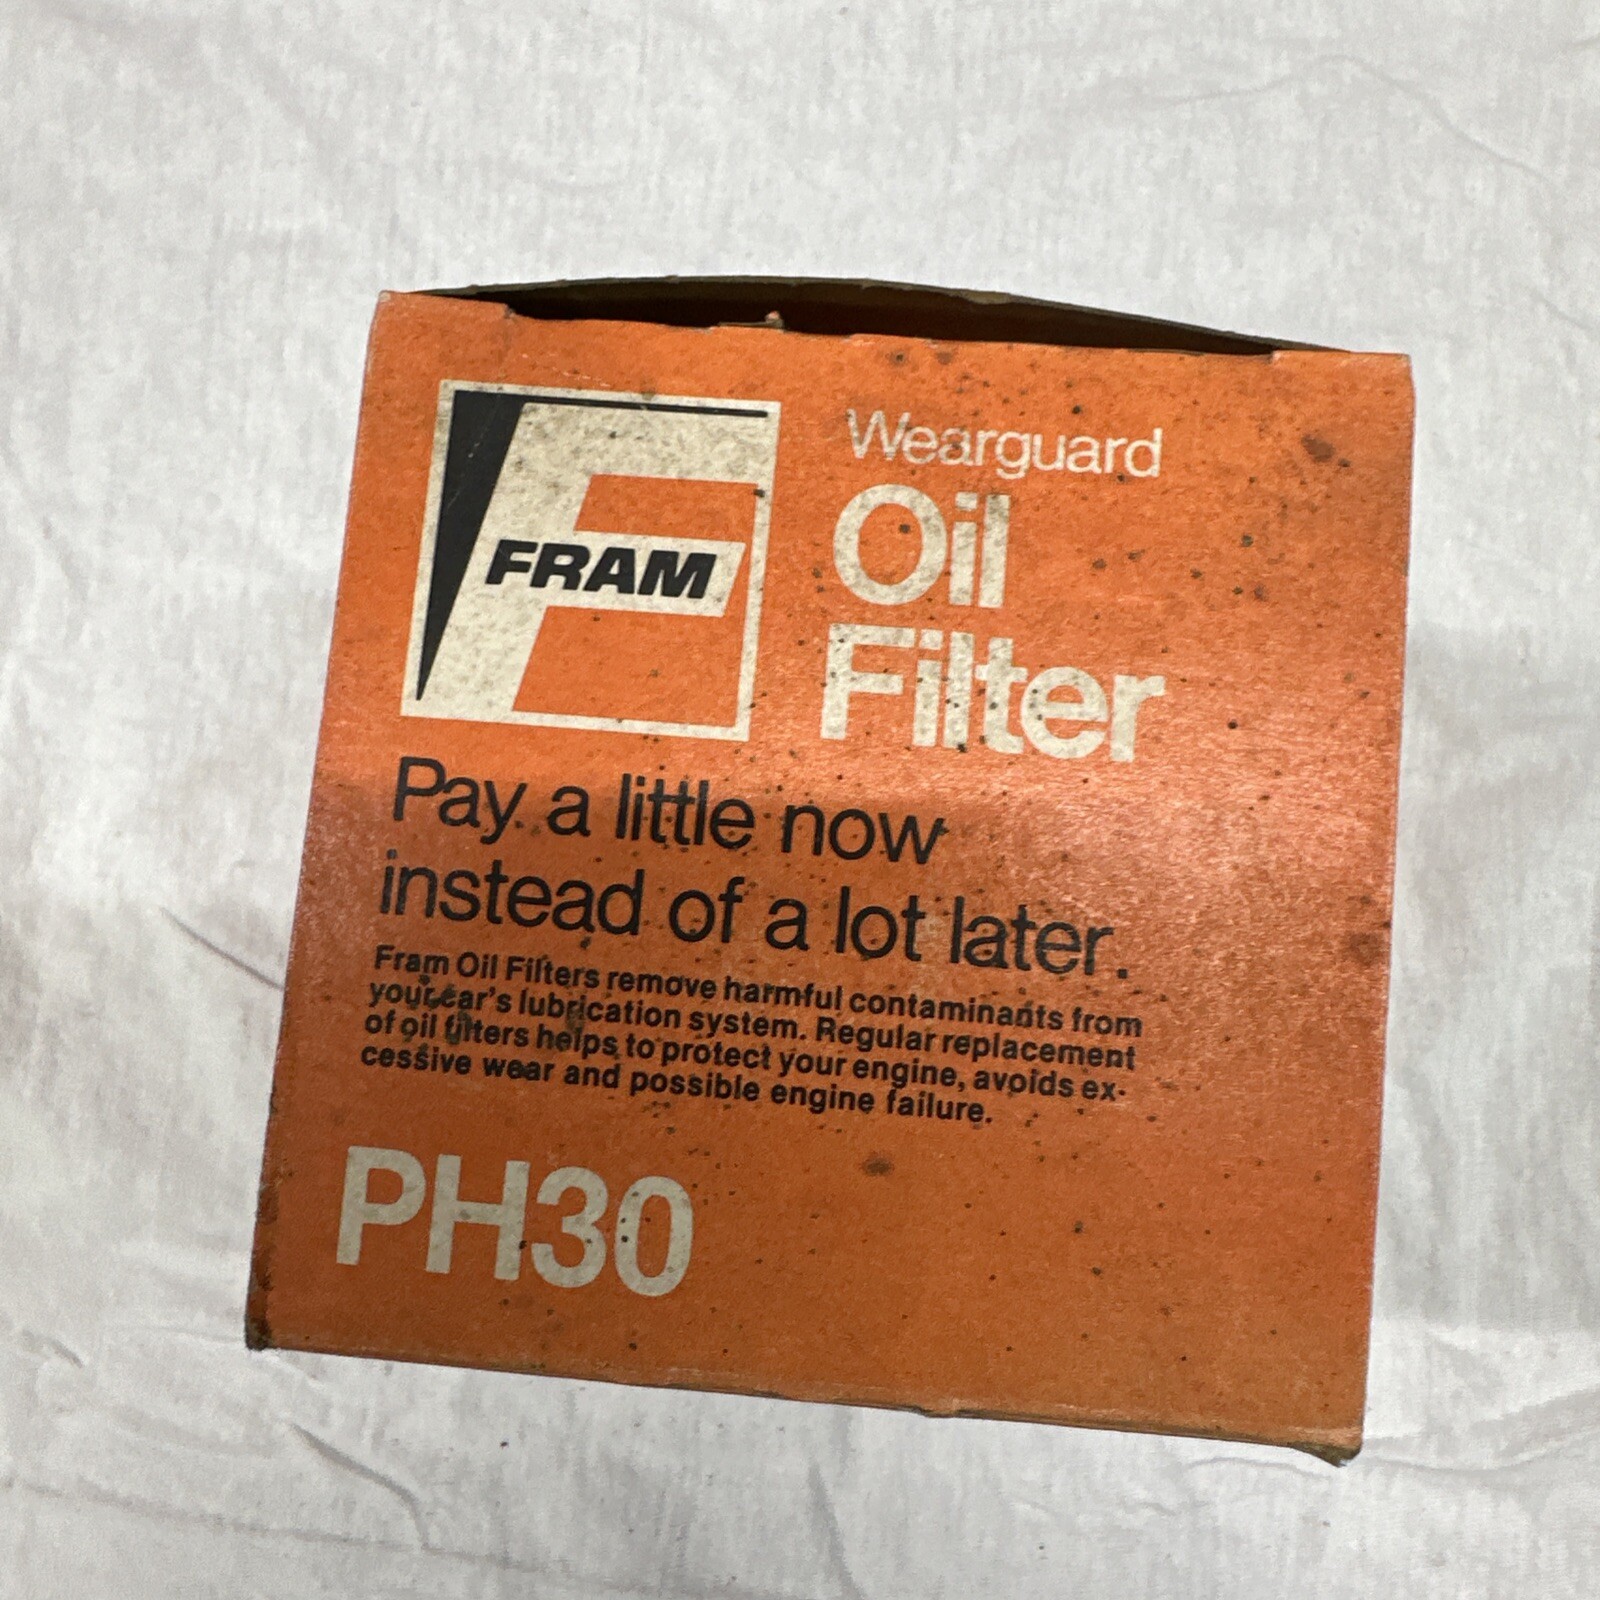 FRAM
Wearguard
Oil
Filter
Pay a little now
instead of a lot later.
Fram Oil Filters remove harmful contaminants from
your car's lubrication system. Regular replacement
of oil filters helps to protect your engine, avoids ex-
cessive wear and possible engine failure.
PH30